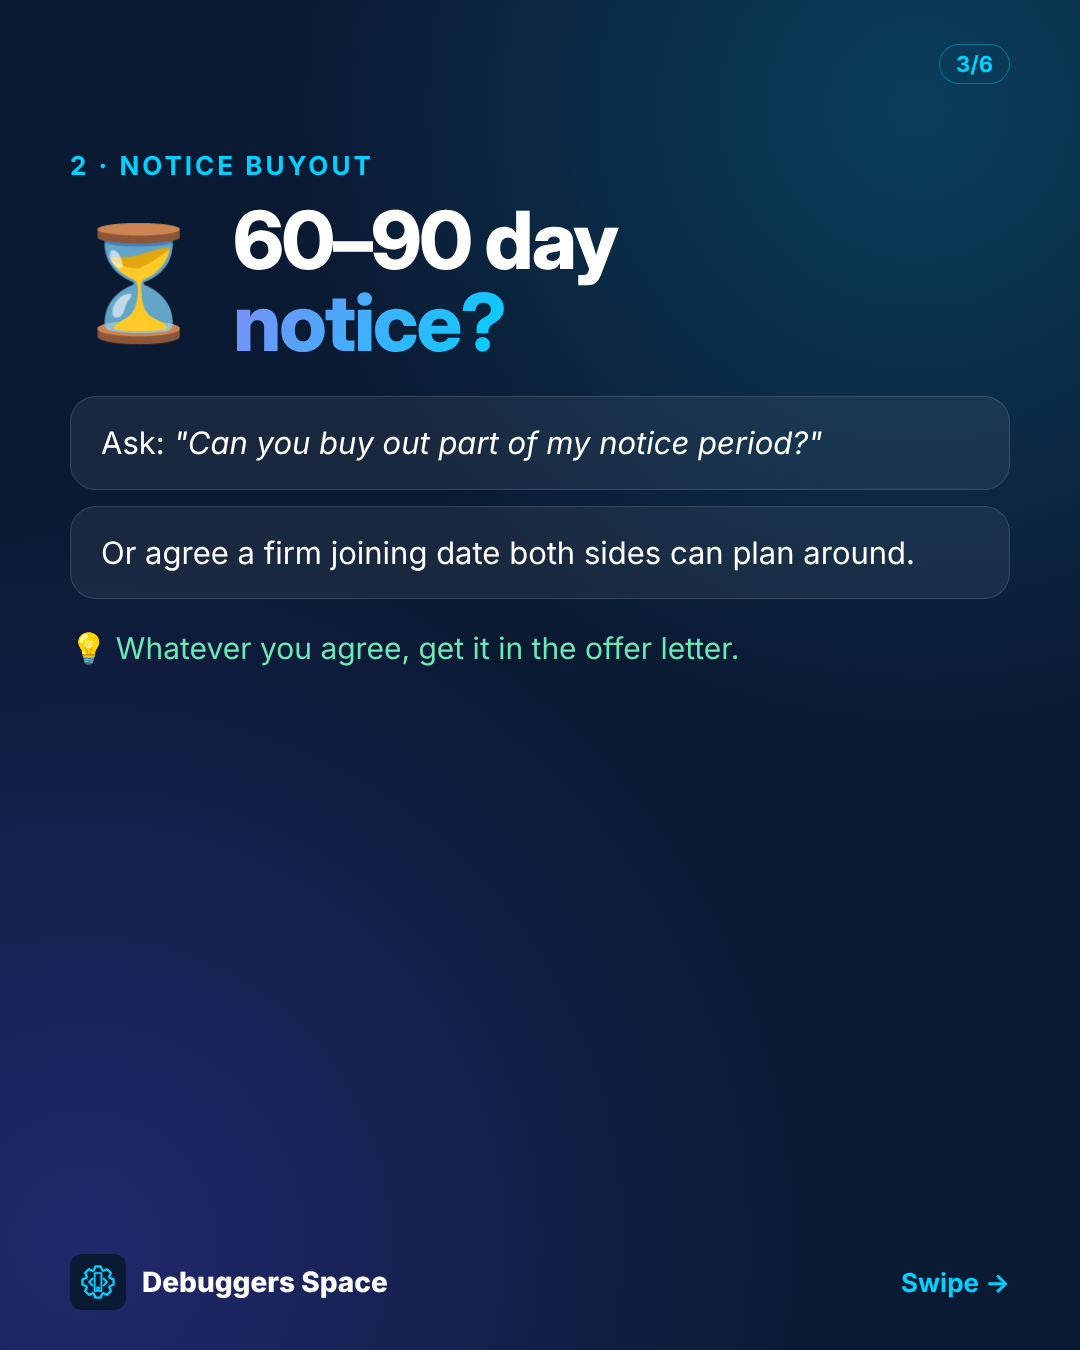 3/6
2 · NOTICE BUYOUT
60–90 day
notice?
Ask: "Can you buy out part of my notice period?"
Or agree a firm joining date both sides can plan around.
💡 Whatever you agree, get it in the offer letter.
Debuggers Space
Swipe →